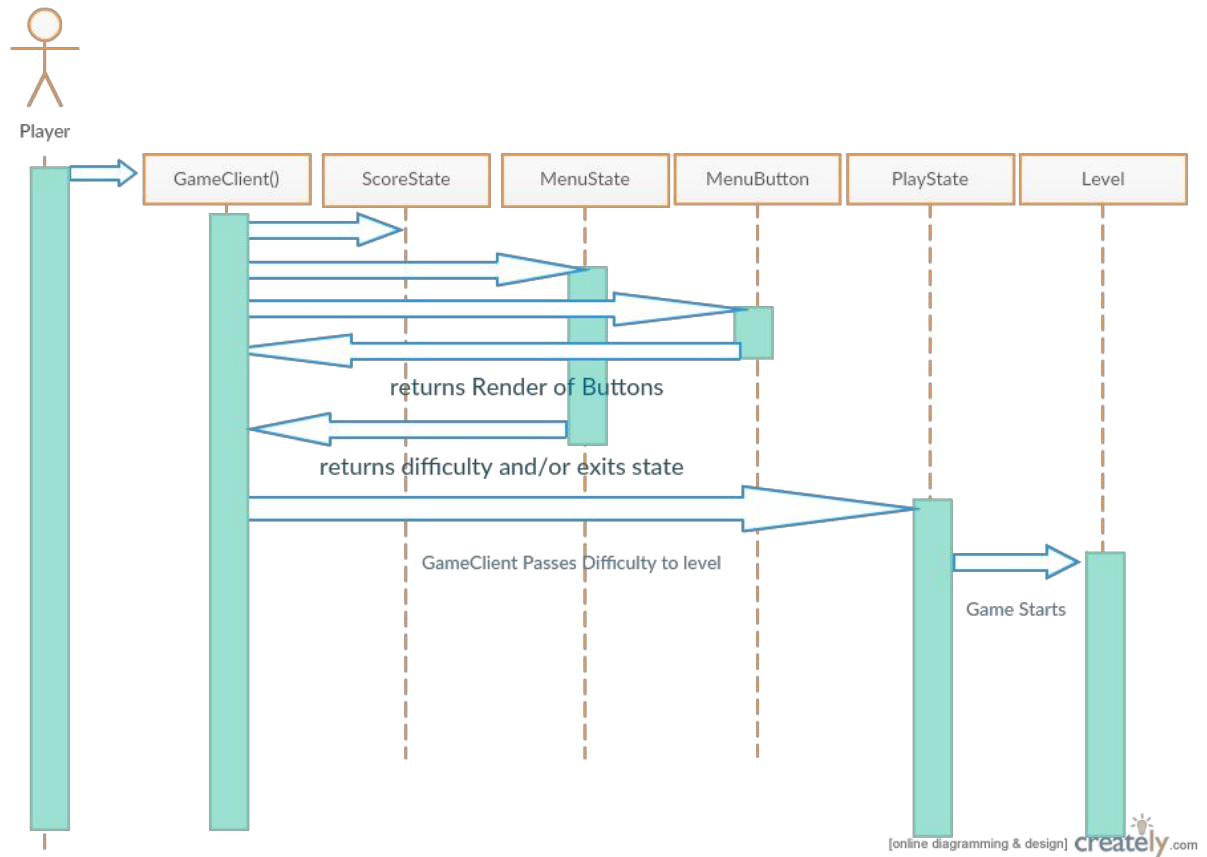 Player
GameClient()
ScoreState
MenuState
MenuButton
PlayState
Level
returns Render of Buttons
returns difficulty and/or exits state
GameClient Passes Difficulty to level
Game Starts
[online diagramming & design] creately.com